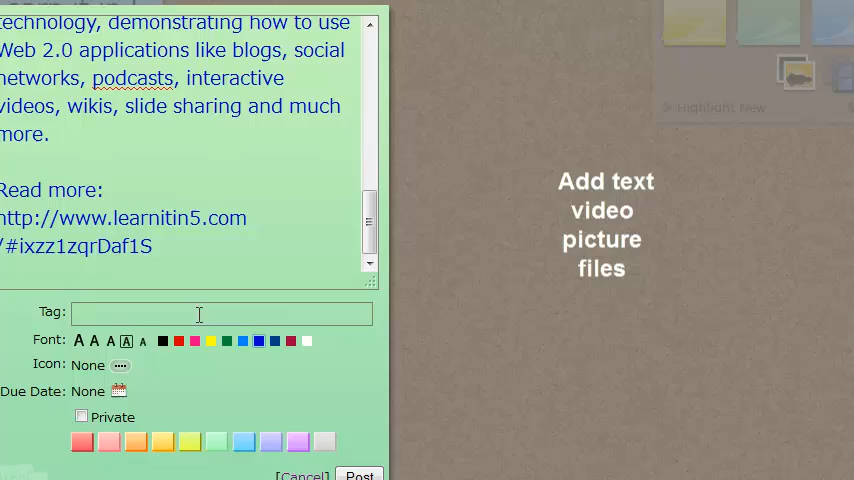 technology, demonstrating how to use
Web 2.0 applications like blogs, social
networks, podcasts, interactive
videos, wikis, slide sharing and much
more.
Read more:
http://www.learnitin5.com
/#ixzz1zqrDaf1S
Tag:
Font: A A A A A
Icon: None
Due Date: None
Private
[Cancel] Post
Highlight New
Add text
video
picture
files